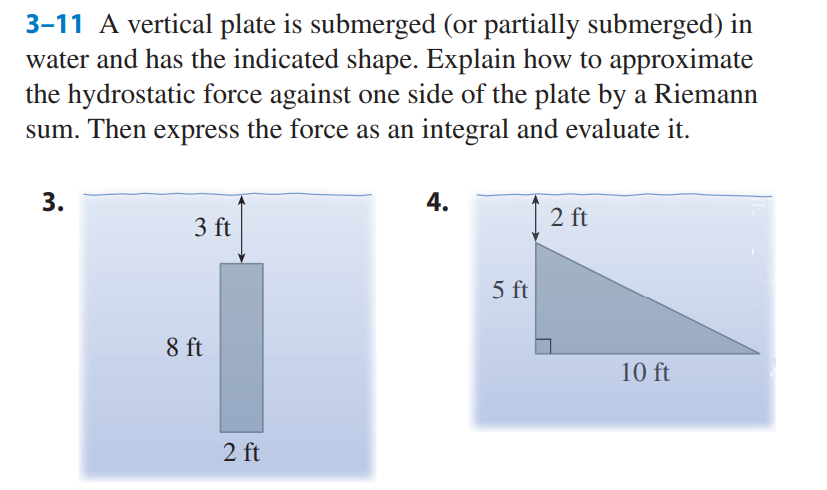 3–11 A vertical plate is submerged (or partially submerged) in
water and has the indicated shape. Explain how to approximate
the hydrostatic force against one side of the plate by a Riemann
sum. Then express the force as an integral and evaluate it.
3.
3 ft
8 ft
2 ft
4.
2 ft
5 ft
10 ft